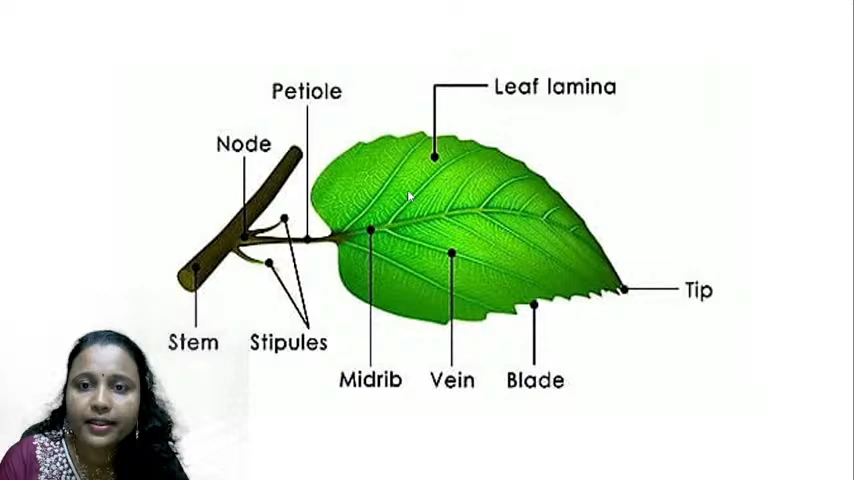 Petiole
Leaf lamina
Node
Tip
Stem
Stipules
Midrib
Vein
Blade